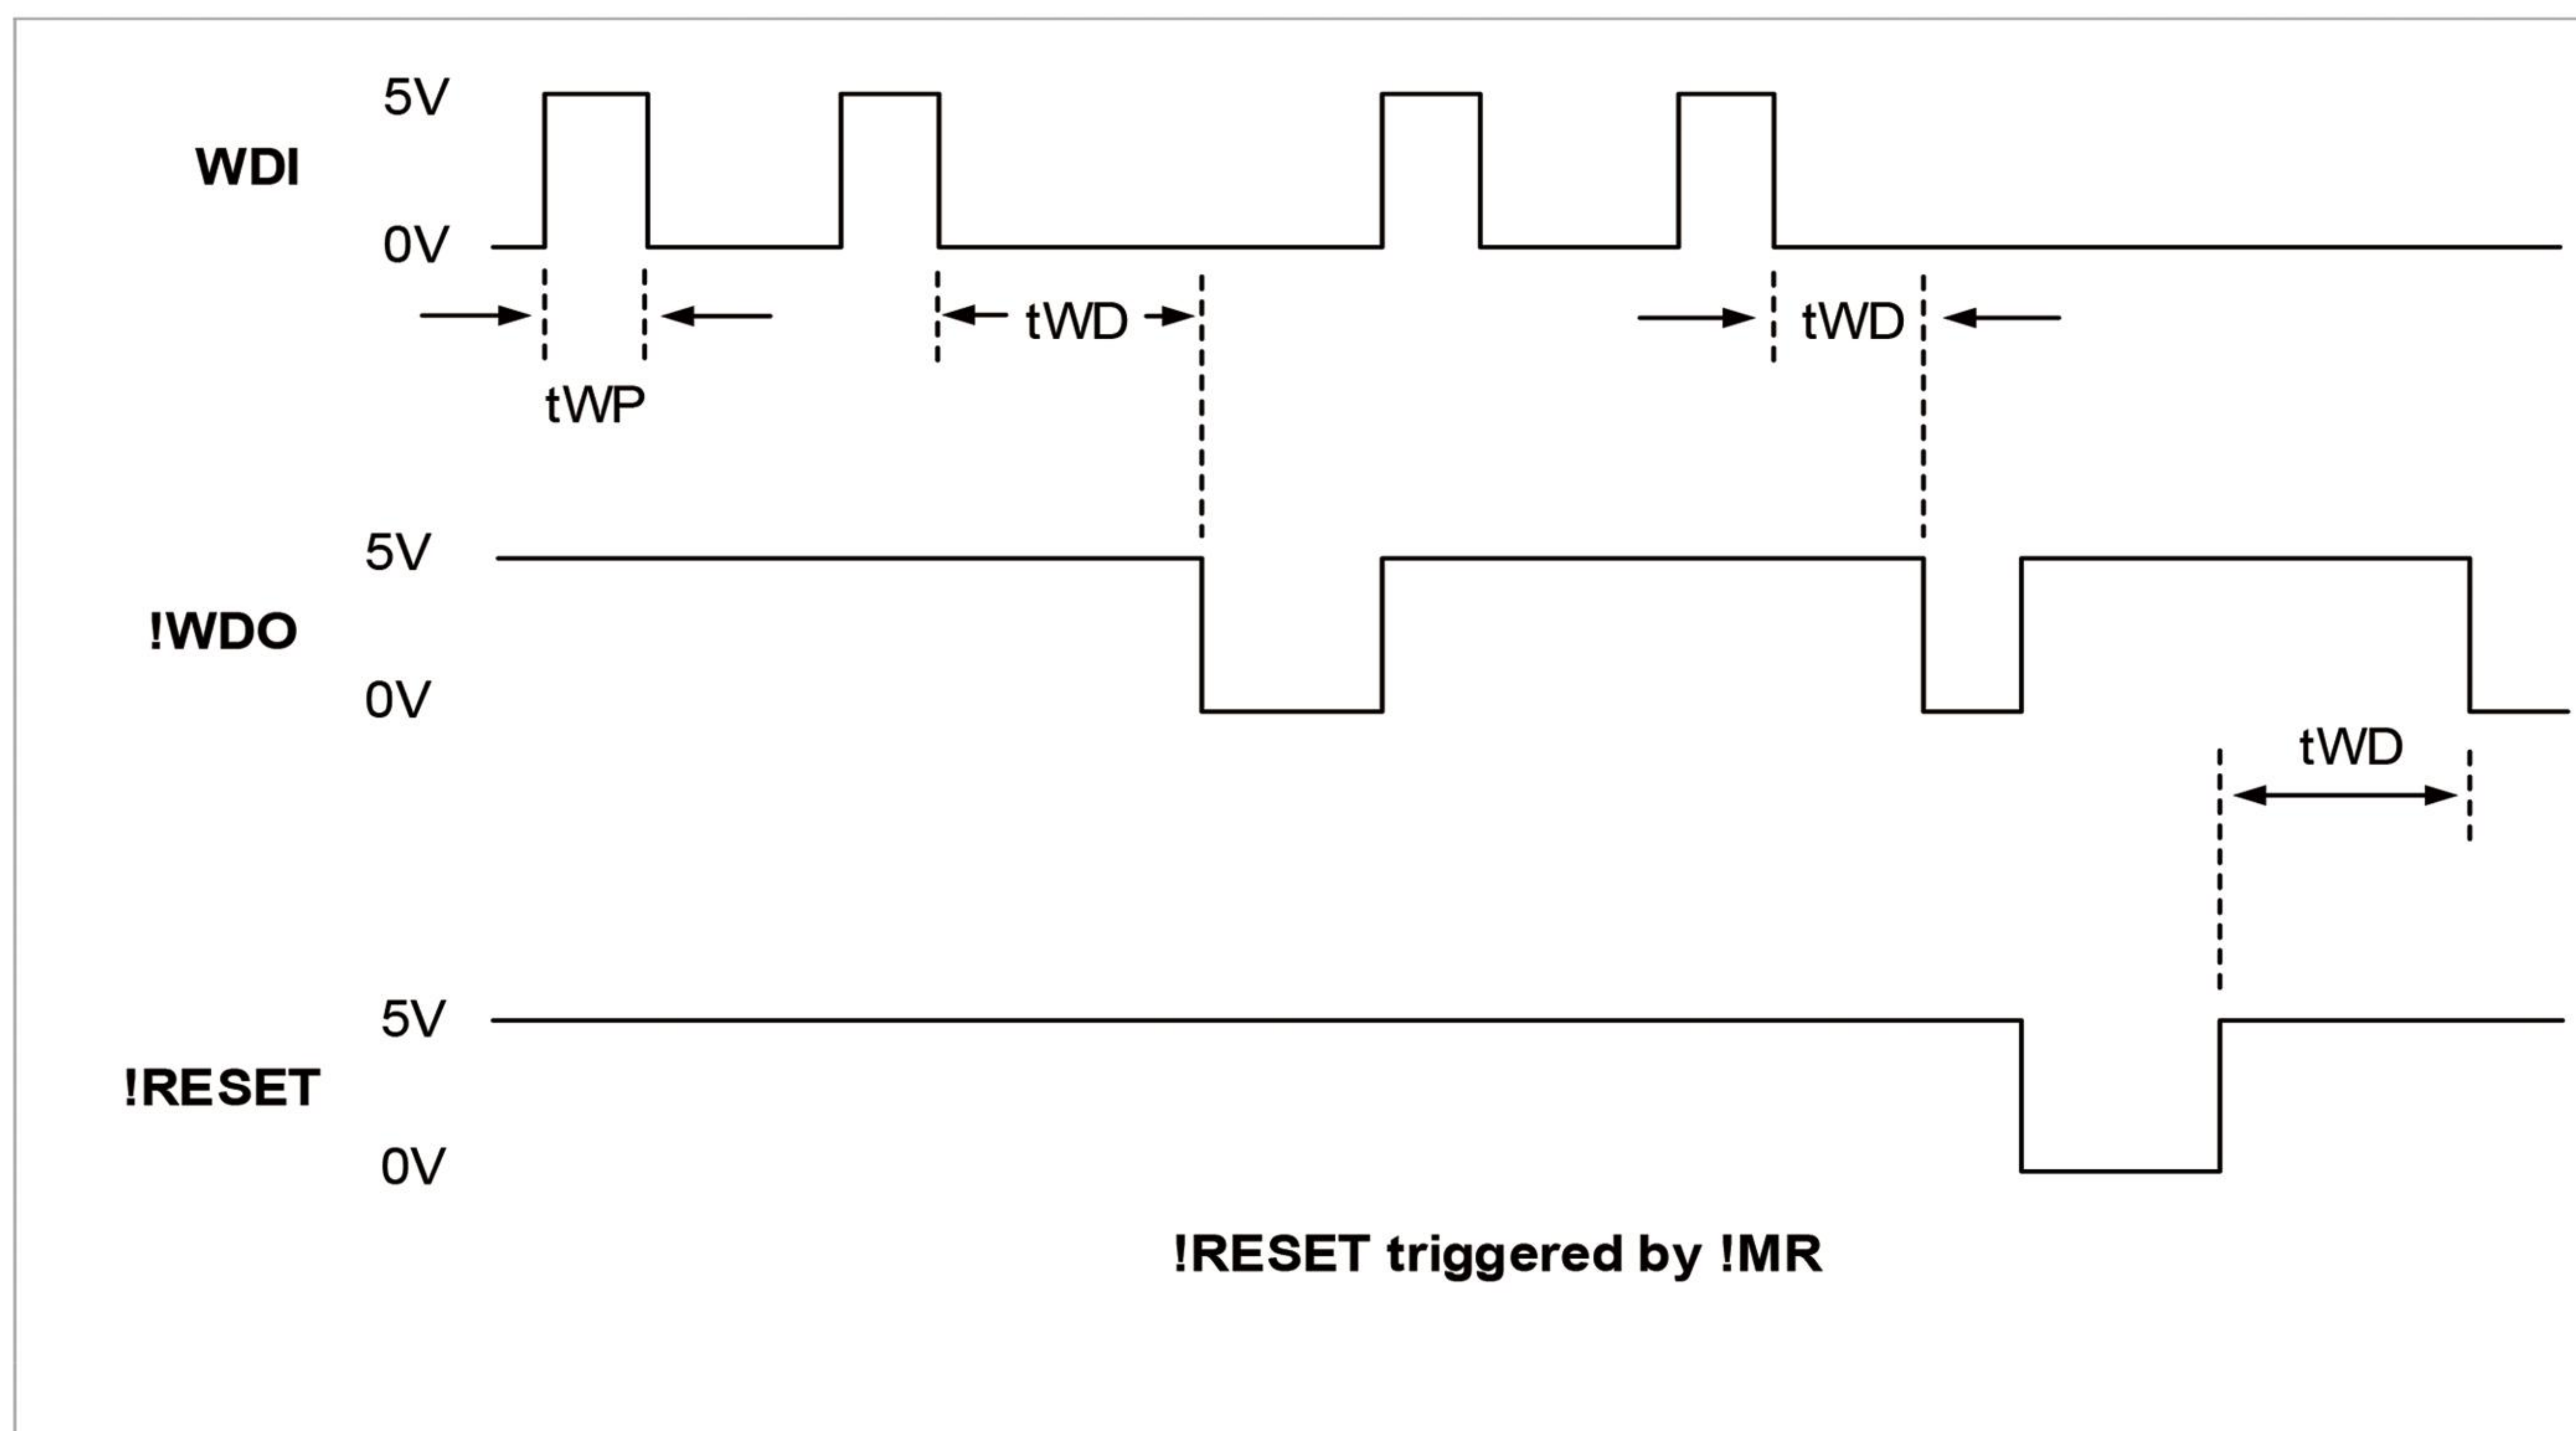 5V
WDI
0V
tWD
tWD
tWP
5V
!WDO
0V
tWD
5V
!RESET
0V
!RESET triggered by !MR